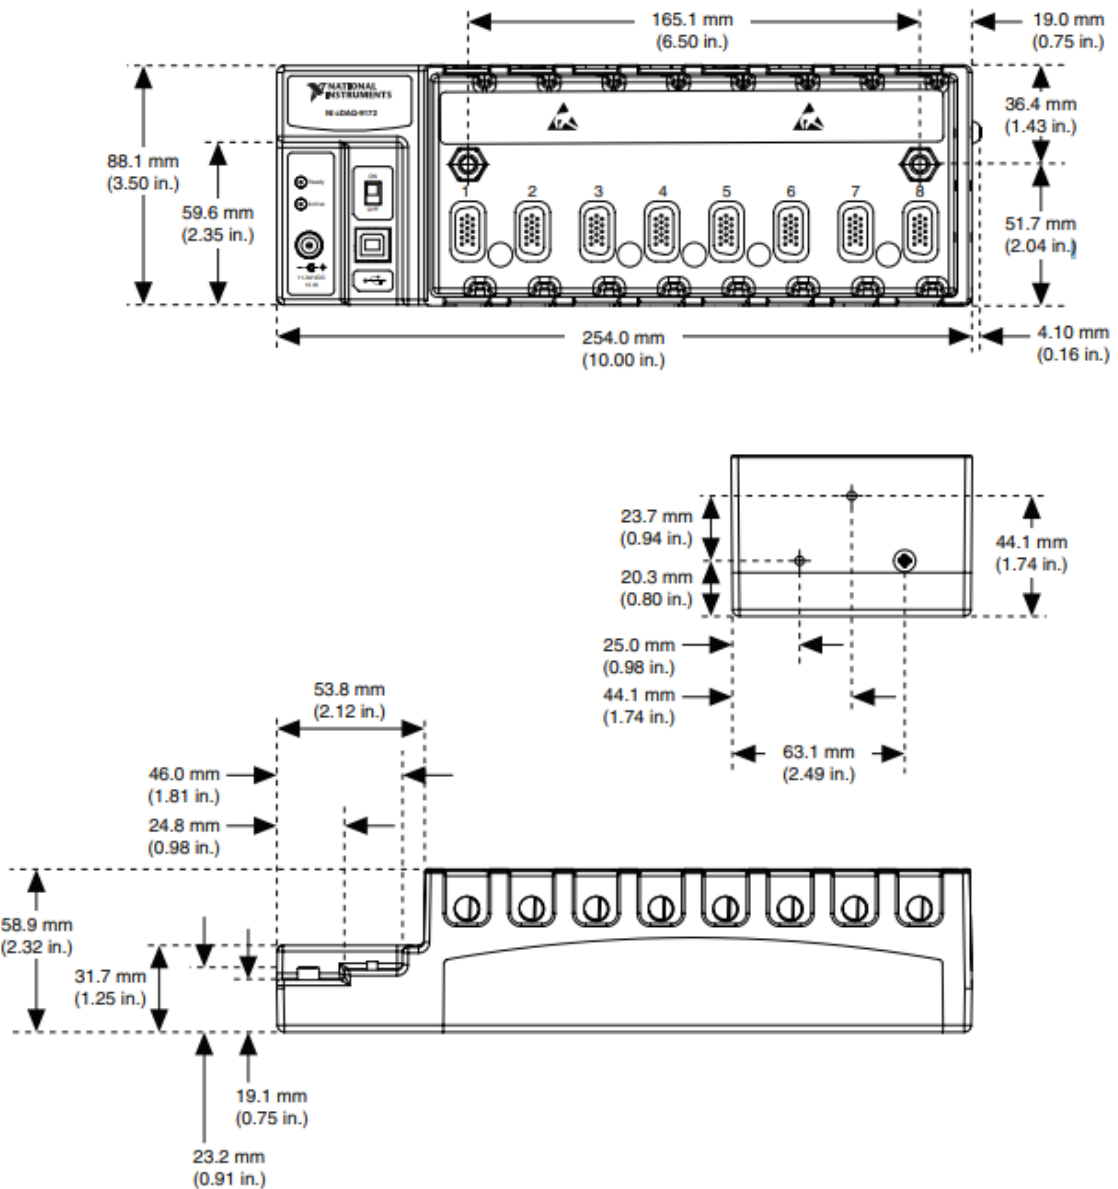 165.1 mm
(6.50 in.)
19.0 mm
(0.75 in.)
NATIONAL
INSTRUMENTS
NI cDAQ-9172
36.4 mm
(1.43 in.)
88.1 mm
(3.50 in.)
59.6 mm
(2.35 in.)
Ready
Active
ON
OFF
1 2 3 4 5 6 7 8
51.7 mm
(2.04 in.)
254.0 mm
(10.00 in.)
4.10 mm
(0.16 in.)
23.7 mm
(0.94 in.)
20.3 mm
(0.80 in.)
44.1 mm
(1.74 in.)
25.0 mm
(0.98 in.)
44.1 mm
(1.74 in.)
63.1 mm
(2.49 in.)
53.8 mm
(2.12 in.)
46.0 mm
(1.81 in.)
24.8 mm
(0.98 in.)
58.9 mm
(2.32 in.)
31.7 mm
(1.25 in.)
19.1 mm
(0.75 in.)
23.2 mm
(0.91 in.)